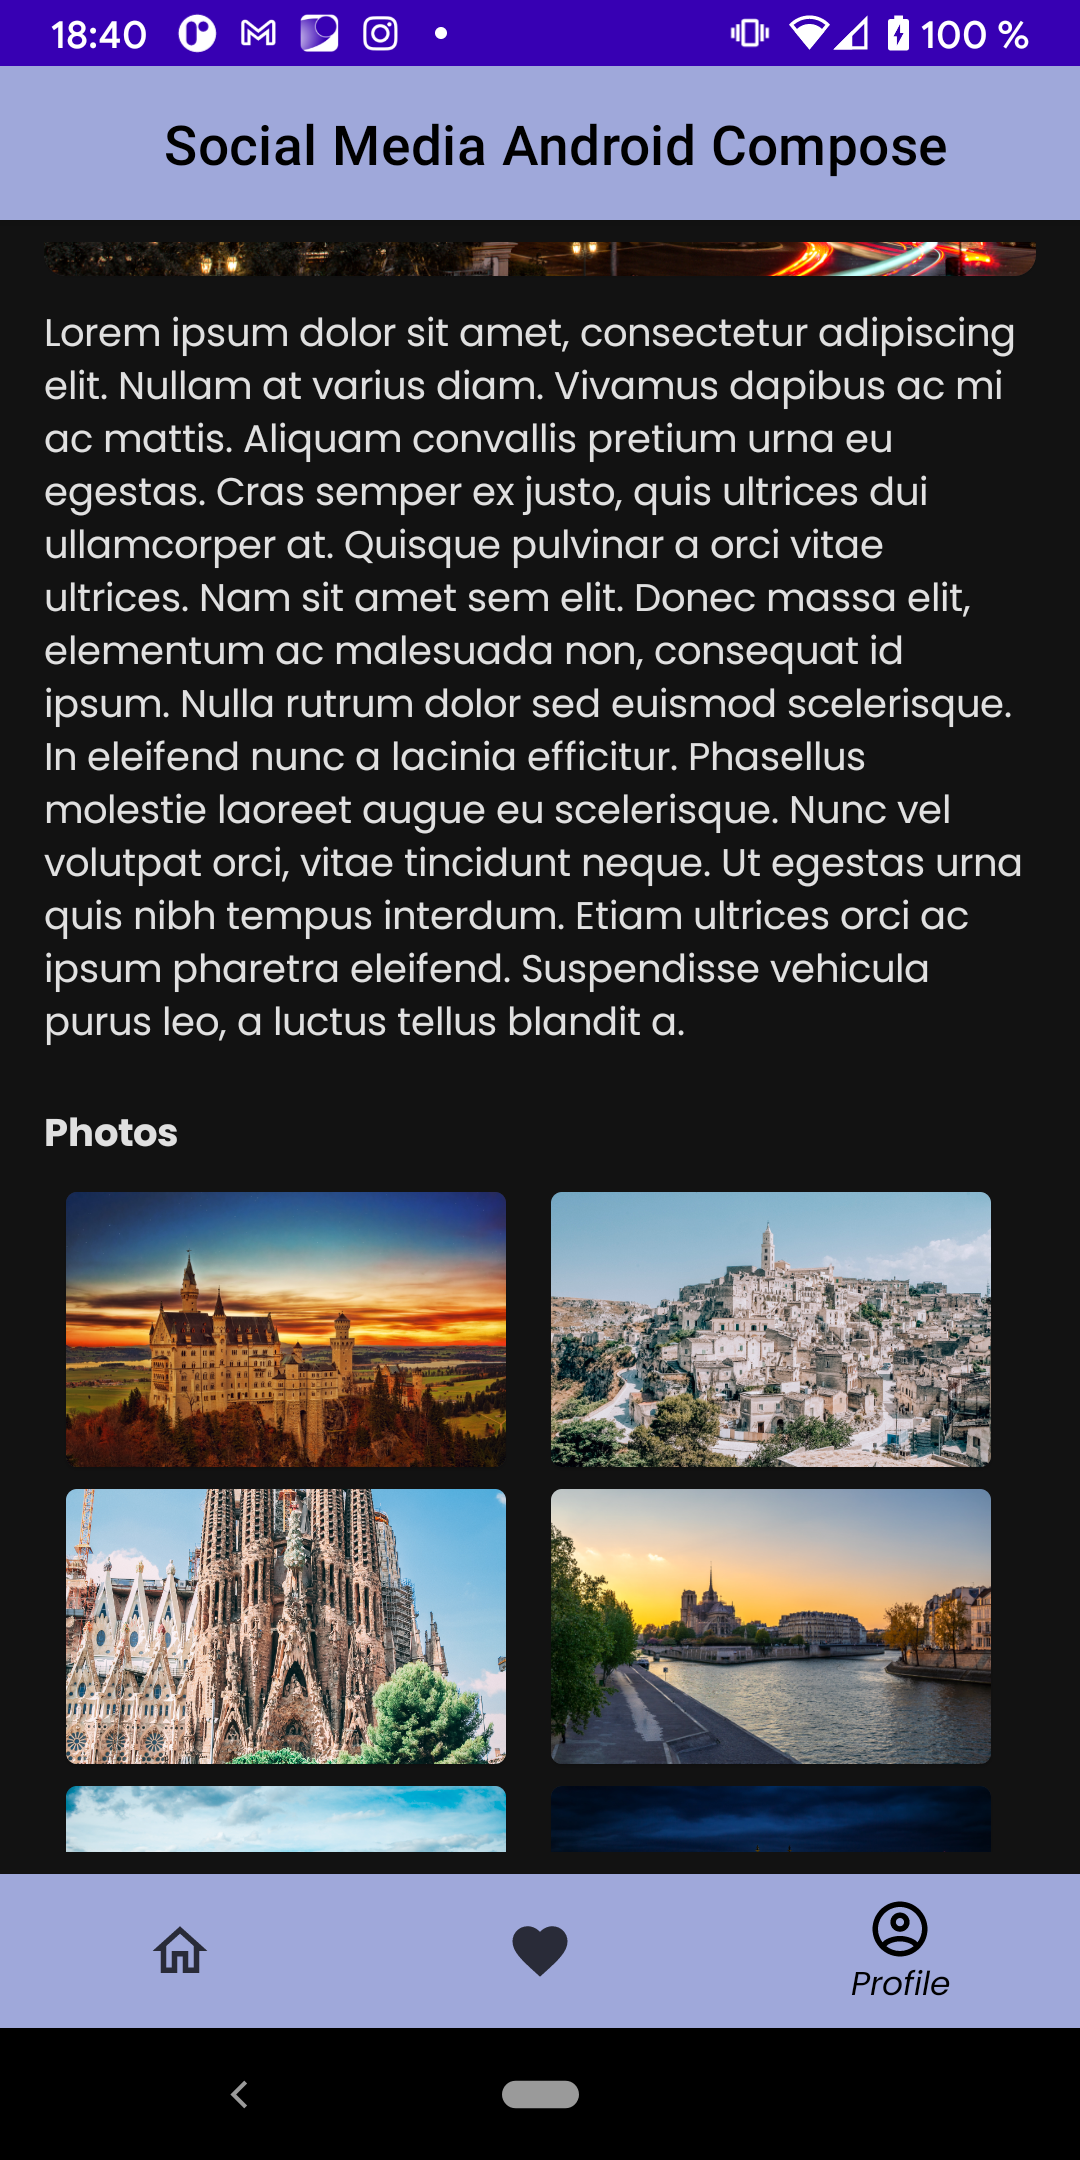 18:40
100 %
Social Media Android Compose
Lorem ipsum dolor sit amet, consectetur adipiscing
elit. Nullam at varius diam. Vivamus dapibus ac mi
ac mattis. Aliquam convallis pretium urna eu
egestas. Cras semper ex justo, quis ultrices dui
ullamcorper at. Quisque pulvinar a orci vitae
ultrices. Nam sit amet sem elit. Donec massa elit,
elementum ac malesuada non, consequat id
ipsum. Nulla rutrum dolor sed euismod scelerisque.
In eleifend nunc a lacinia efficitur. Phasellus
molestie laoreet augue eu scelerisque. Nunc vel
volutpat orci, vitae tincidunt neque. Ut egestas urna
quis nibh tempus interdum. Etiam ultrices orci ac
ipsum pharetra eleifend. Suspendisse vehicula
purus leo, a luctus tellus blandit a.
Photos
Profile